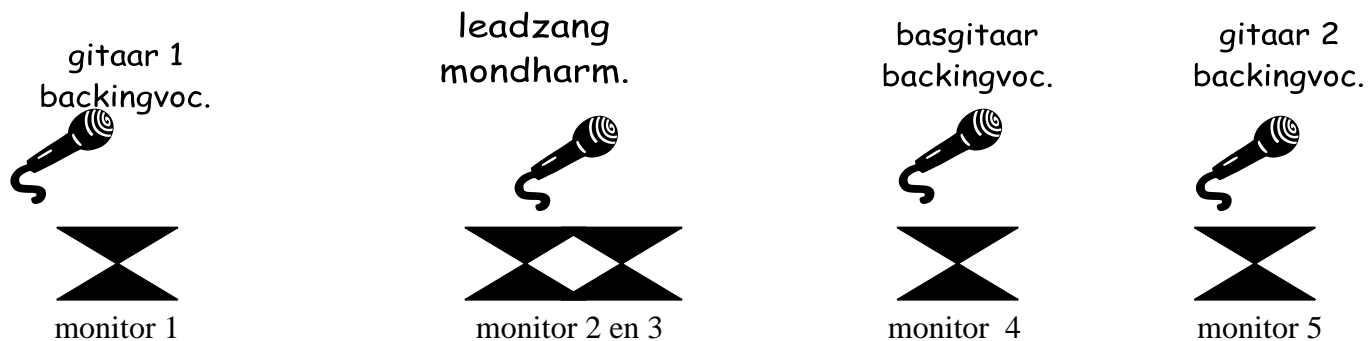 gitaar 1
backingvoc.
leadzang
mondharm.
basgitaar
backingvoc.
gitaar 2
backingvoc.
monitor 1
monitor 2 en 3
monitor  4
monitor 5